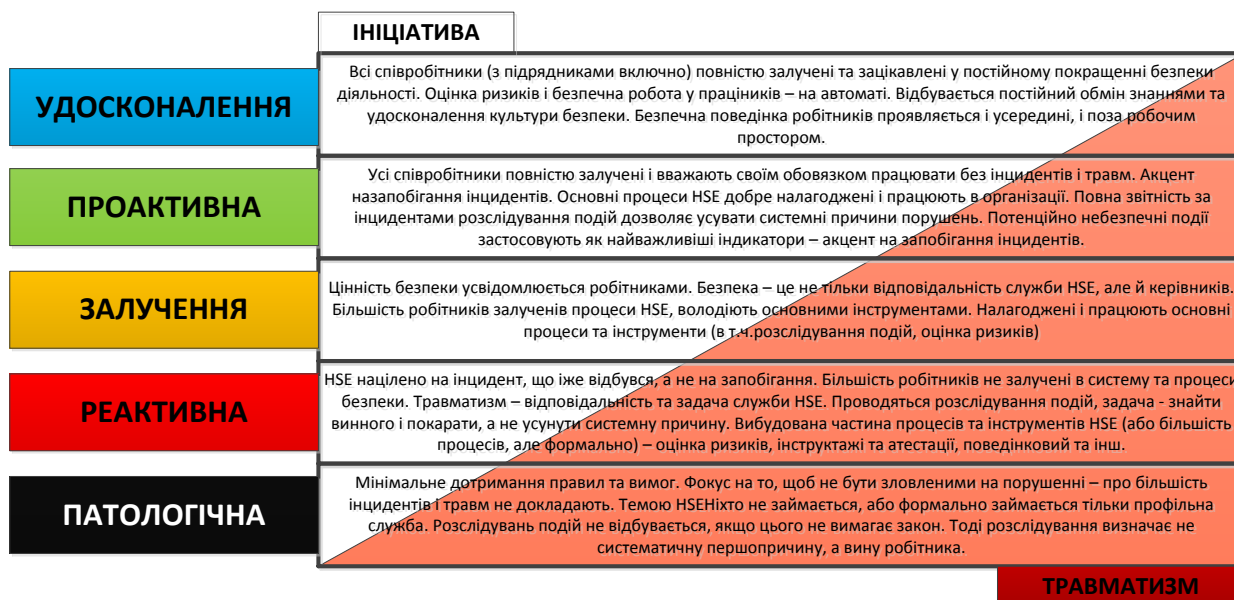 ІНІЦІАТИВА
УДОСКОНАЛЕННЯ
Всі співробітники (з підрядниками включно) повністю залучені та зацікавлені у постійному покращенні безпеки
діяльності. Оцінка ризиків і безпечна робота у праціників – на автоматі. Відбувається постійний обмін знаннями та
удосконалення культури безпеки. Безпечна поведінка робітників проявляється і усередині, і поза робочим
простором.
ПРОАКТИВНА
Усі співробітники повністю залучені і вважають своїм обовязком працювати без інцидентів і травм. Акцент
назапобігання інцидентів. Основні процеси HSE добре налагоджені і працюють в організації. Повна звітність за
інцидентами розслідування подій дозволяє усувати системні причини порушень. Потенційно небезпечні події
застосовують як найважливіші індикатори – акцент на запобігання інцидентів.
ЗАЛУЧЕННЯ
Цінність безпеки усвідомлюється робітниками. Безпека – це не тільки відповідальність служби HSE, але й керівників.
Більшість робітників залученів процеси HSE, володіють основними інструментами. Налагоджені і працюють основні
процеси та інструменти (в т.ч.розслідування подій, оцінка ризиків)
РЕАКТИВНА
HSE націлено на інцидент, що іже відбувся, а не на запобігання. Більшість робітників не залучені в систему та процеси
безпеки. Травматизм – відповідальність та задача служби HSE. Проводяться розслідування подій, задача - знайти
винного і покарати, а не усунути системну причину. Вибудована частина процесів та інструментів HSE (або більшість
процесів, але формально) – оцінка ризиків, інструктажі та атестації, поведінковий та інш.
ПАТОЛОГІЧНА
Мінімальне дотримання правил та вимог. Фокус на то, щоб не бути зловленими на порушенні – про більшість
інцидентів і травм не докладають. Темою HSEНіхто не займається, або формально займається тільки профільна
служба. Розслідувань подій не відбувається, якщо цього не вимагає закон. Тоді розслідування визначає не
систематичну першопричину, а вину робітника.
ТРАВМАТИЗМ